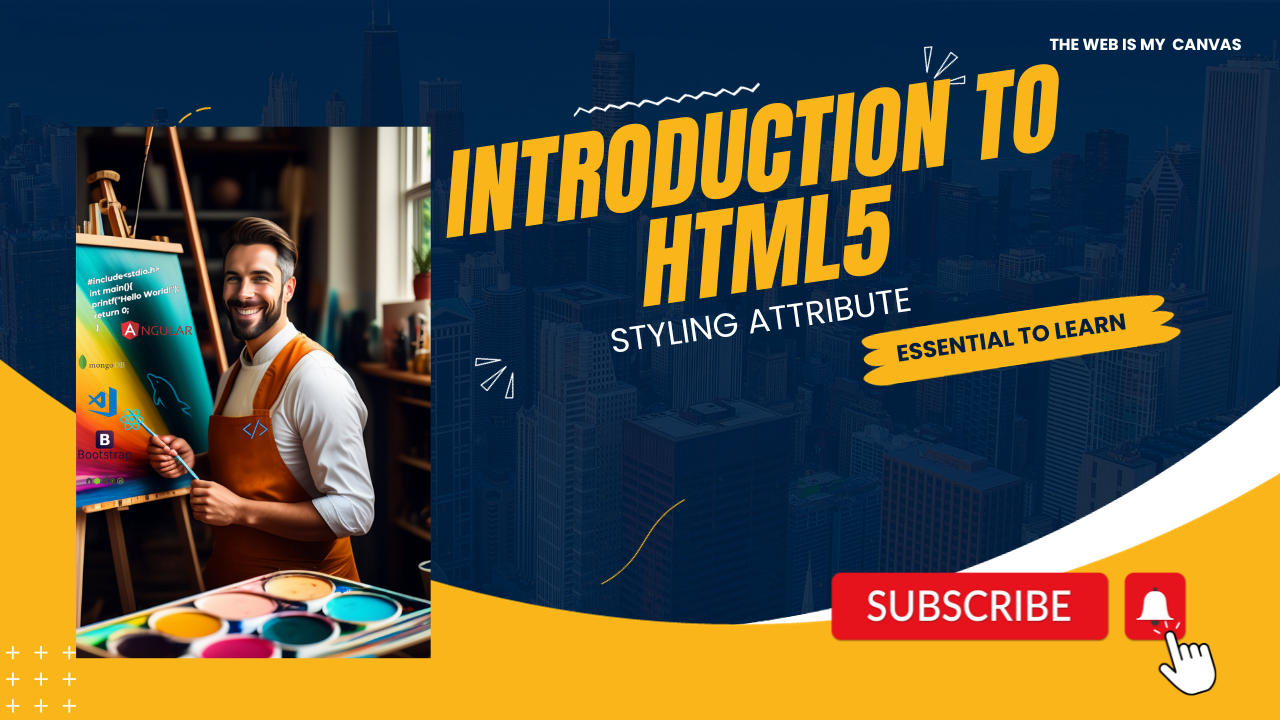 THE WEB IS MY CANVAS
INTRODUCTION TO
HTML5
STYLING ATTRIBUTE
ESSENTIAL TO LEARN
#include<stdio.h>
int main(){
printf("Hello World!");
return 0;
}
ANGULAR
mongoDB
B
Bootstrap
</>
SUBSCRIBE